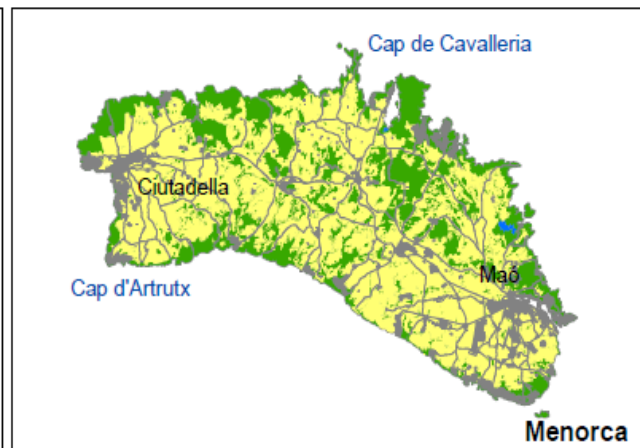 Cap de Cavalleria
Ciutadella
Maó
Cap d'Artrutx
Menorca